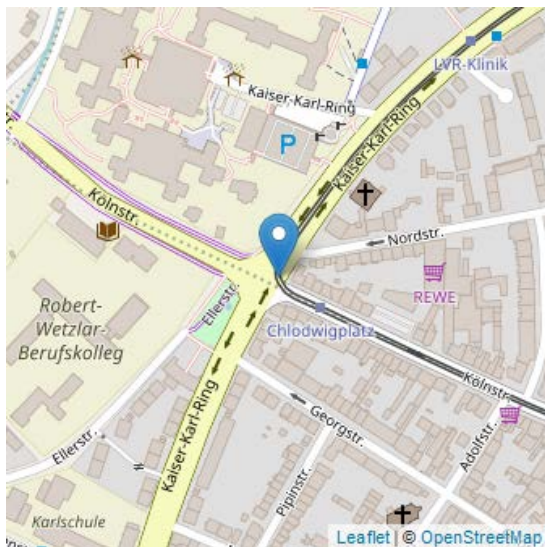 LVR-Klinik
Kaiser-Karl-Ring
Kaiser-Karl-Ring
P
Kölnstr.
Nordstr.
REWE
Ellerstr.
Robert-
Wetzlar-
Berufskolleg
Chlodwigplatz
Kölnstr.
Kaiser-Karl-Ring
Georgstr.
Adolfstr.
Ellerstr.
Pipinstr.
Karlschule
Leaflet | © OpenStreetMap